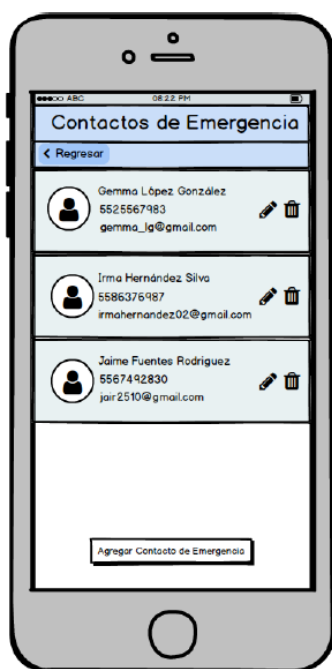 ABC 06:22 PM
Contactos de Emergencia
Regresar
Gemma López González
5525567983
gemma_lg@gmail.com
Irma Hernández Silva
5586376987
irmahernandez02@gmail.com
Jaime Fuentes Rodriguez
5567492830
jair2510@gmail.com
Agregar Contacto de Emergencia